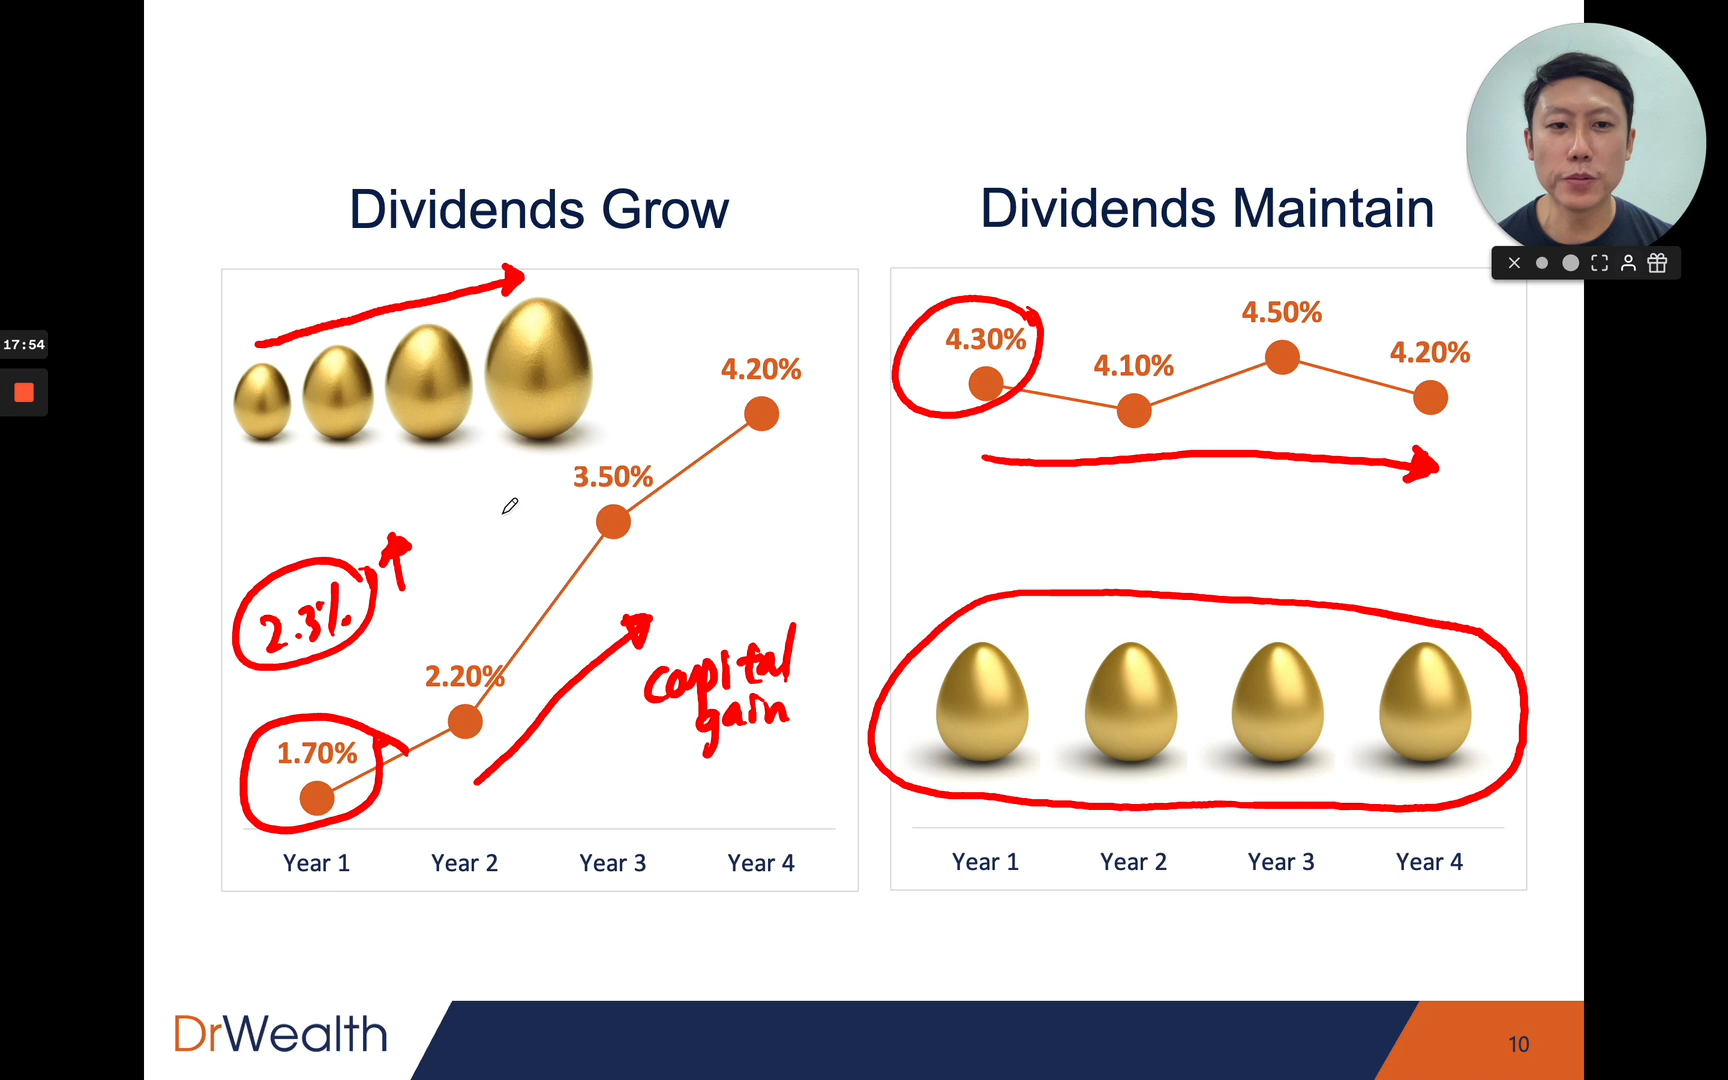 Dividends Grow
Dividends Maintain
17:54
4.20%
3.50%
2.20%
1.70%
2.3%
capital
gain
Year 1
Year 2
Year 3
Year 4
4.30%
4.10%
4.50%
4.20%
Year 1
Year 2
Year 3
Year 4
DrWealth
10